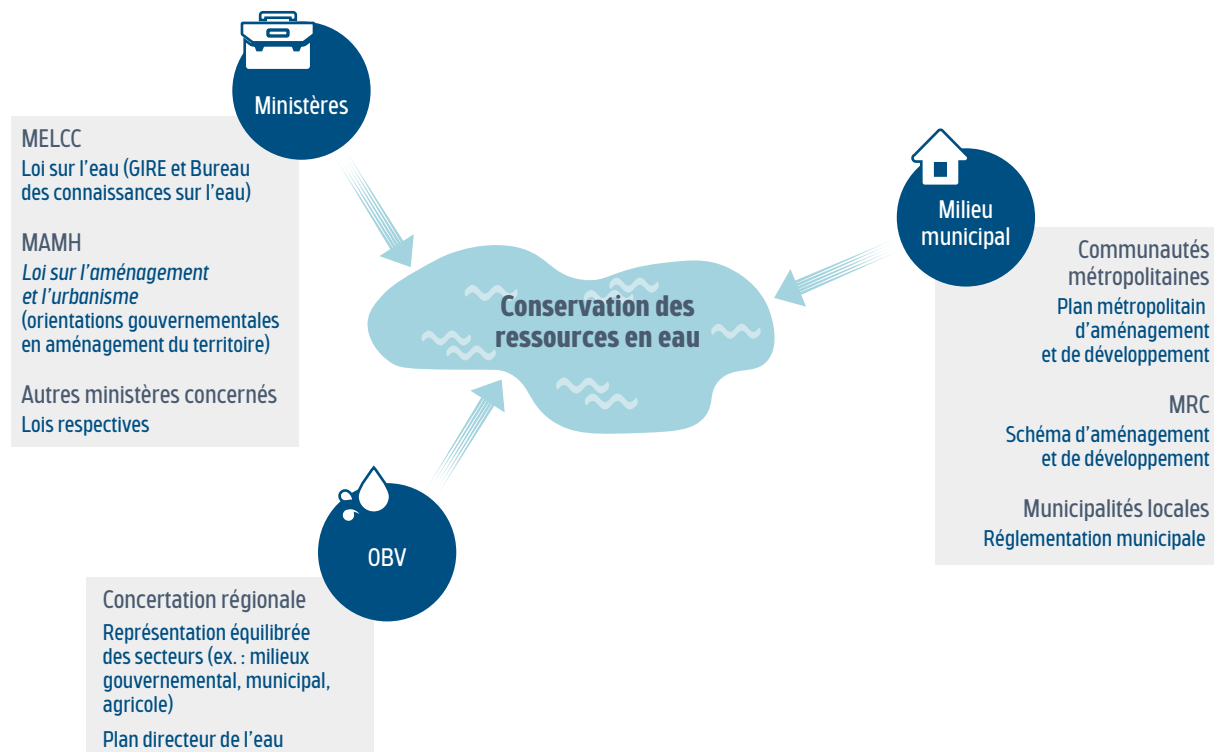 Ministères
MELCC
Loi sur l'eau (GIRE et Bureau
des connaissances sur l'eau)
MAMH
Loi sur l'aménagement
et l'urbanisme
(orientations gouvernementales
en aménagement du territoire)
Autres ministères concernés
Lois respectives
Conservation des
ressources en eau
Milieu
municipal
Communautés
métropolitaines
Plan métropolitain
d'aménagement
et de développement
MRC
Schéma d'aménagement
et de développement
Municipalités locales
Réglementation municipale
OBV
Concertation régionale
Représentation équilibrée
des secteurs (ex. : milieux
gouvernemental, municipal,
agricole)
Plan directeur de l'eau